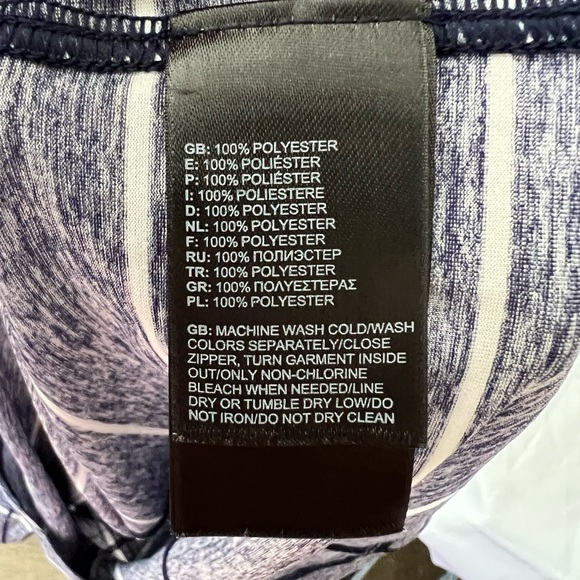 GB: 100% POLYESTER
E: 100% POLIÉSTER
P: 100% POLIÉSTER
I: 100% POLIESTERE
D: 100% POLYESTER
NL: 100% POLYESTER
F: 100% POLYESTER
RU: 100% ПОЛИЭСТЕР
TR: 100% POLYESTER
GR: 100% ΠΟΛΥΕΣΤΕΡΑΣ
PL: 100% POLYESTER
GB: MACHINE WASH COLD/WASH
COLORS SEPARATELY/CLOSE
ZIPPER, TURN GARMENT INSIDE
OUT/ONLY NON-CHLORINE
BLEACH WHEN NEEDED/LINE
DRY OR TUMBLE DRY LOW/DO
NOT IRON/DO NOT DRY CLEAN